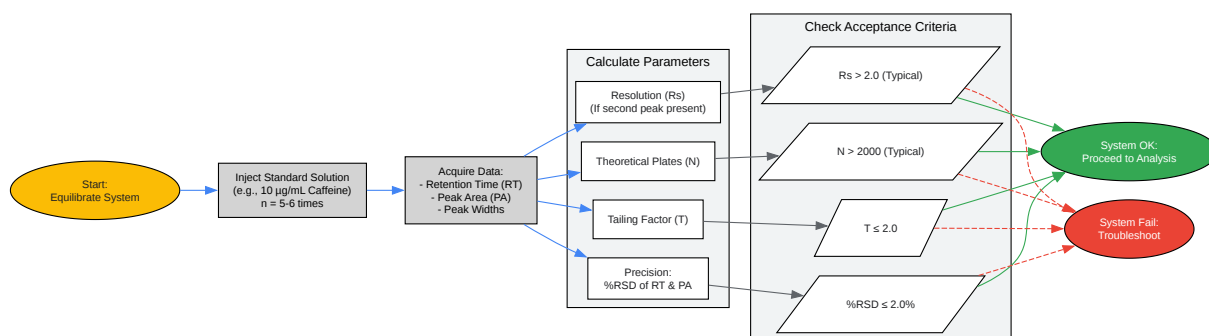 Start:
Equilibrate System
Inject Standard Solution
(e.g., 10 µg/mL Caffeine)
n = 5-6 times
Acquire Data:
- Retention Time (RT)
- Peak Area (PA)
- Peak Widths
Calculate Parameters
Resolution (Rs)
(If second peak present)
Theoretical Plates (N)
Tailing Factor (T)
Precision:
%RSD of RT & PA
Check Acceptance Criteria
Rs > 2.0 (Typical)
N > 2000 (Typical)
T ≤ 2.0
%RSD ≤ 2.0%
System OK:
Proceed to Analysis
System Fail:
Troubleshoot